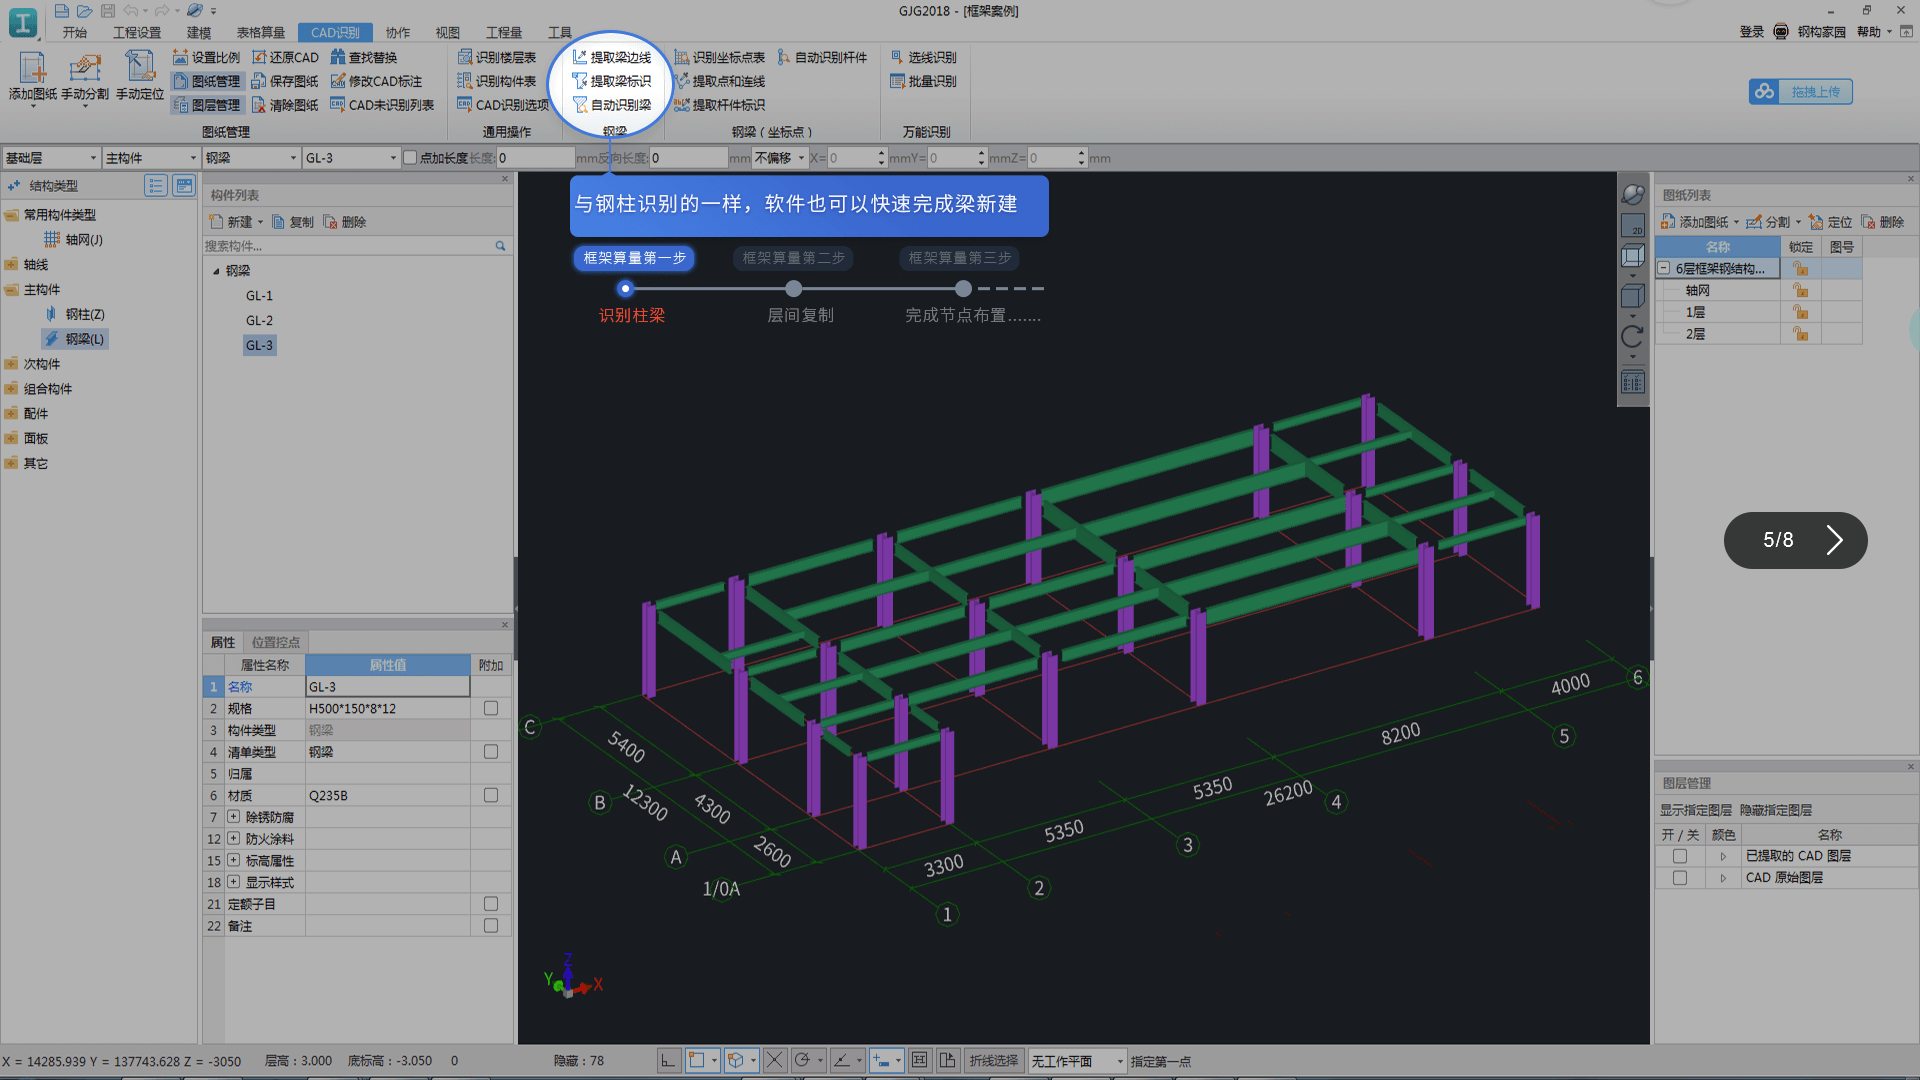 GJG2018 - [框架案例]
开始 工程设置 建模 表格算量 CAD识别 协作 视图 工程量 工具
登录 钢构家园 帮助
添加图纸 手动分割 手动定位
设置比例 还原CAD 查找替换
图纸管理 保存图纸 修改CAD标注
图层管理 清除图纸 CAD未识别列表
图纸管理
识别楼层表
识别构件表
CAD识别选项
通用操作
提取梁边线
提取梁标识
自动识别梁
钢梁
识别坐标点表 自动识别杆件
提取点和连线
提取杆件标识
钢梁（坐标点）
选线识别
批量识别
万能识别
拖拽上传
基础层 主构件 钢梁 GL-3 点加长度 长度: 0 mm 反向长度: 0 mm 不偏移 X= 0 mm Y= 0 mm Z= 0 mm
结构类型
常用构件类型
轴网(J)
轴线
主构件
钢柱(Z)
钢梁(L)
次构件
组合构件
配件
面板
其它
构件列表
新建 复制 删除
搜索构件...
钢梁
GL-1
GL-2
GL-3
属性 位置控点
属性名称 属性值 附加
1 名称 GL-3
2 规格 H500*150*8*12
3 构件类型 钢梁
4 清单类型 钢梁
5 归属
6 材质 Q235B
7 除锈防腐
12 防火涂料
15 标高属性
18 显示样式
21 定额子目
22 备注
与钢柱识别的一样，软件也可以快速完成梁新建
框架算量第一步 框架算量第二步 框架算量第三步
识别柱梁 层间复制 完成节点布置.......
2D
C
5400
B
12300
4300
A
2600
1/0A
3300
1
2
5350
3
5350
26200
4
8200
5
4000
6
Z
Y
X
图纸列表
添加图纸 分割 定位 删除
名称 锁定 图号
6层框架钢结构...
轴网
1层
2层
5/8
图层管理
显示指定图层 隐藏指定图层
开 / 关 颜色 名称
已提取的 CAD 图层
CAD 原始图层
X = 14285.939 Y = 137743.628 Z = -3050 层高 : 3.000 底标高 : -3.050 0 隐藏 : 78 折线选择 无工作平面 指定第一点